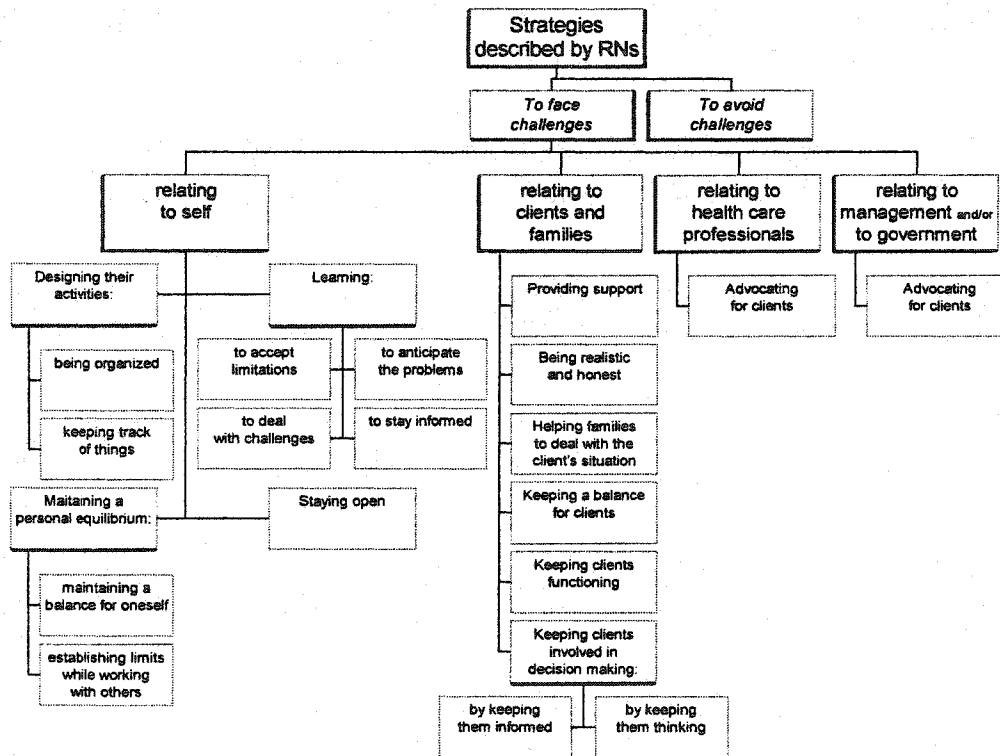 Strategies
described by RNs
To face
challenges
To avoid
challenges
relating
to self
relating to
clients and
families
relating to
health care
professionals
relating to
management and/or
to government
Designing their
activities:
being organized
keeping track
of things
Learning:
to accept
limitations
to anticipate
the problems
to deal
with challenges
to stay informed
Maitaining a
personal equilibrium:
maintaining a
balance for oneself
establishing limits
while working
with others
Staying open
Providing support
Being realistic
and honest
Helping families
to deal with the
client's situation
Keeping a balance
for clients
Keeping clients
functioning
Keeping clients
involved in
decision making:
by keeping
them informed
by keeping
them thinking
Advocating
for clients
Advocating
for clients